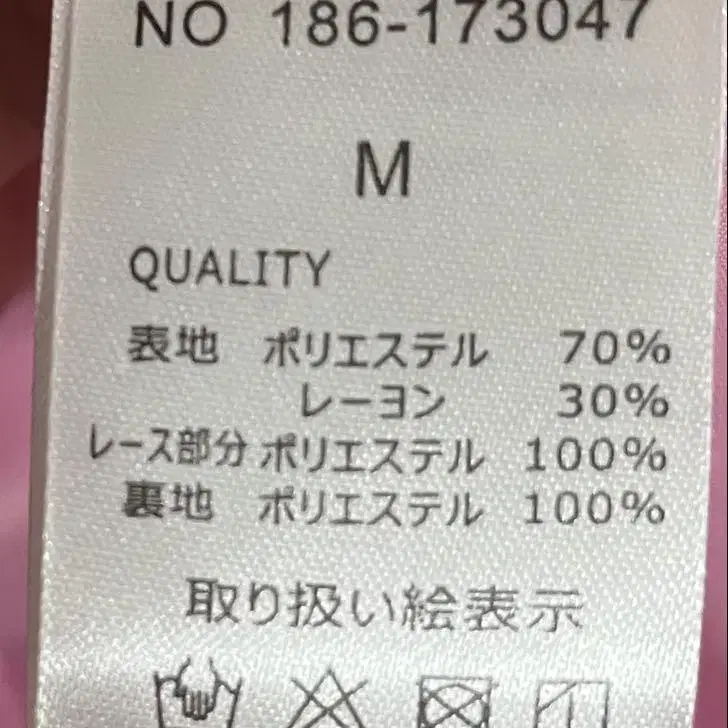 NO 186-173047
M
QUALITY
表地 ポリエステル 70%
レーヨン 30%
レース部分 ポリエステル 100%
裏地 ポリエステル 100%
取り扱い絵表示